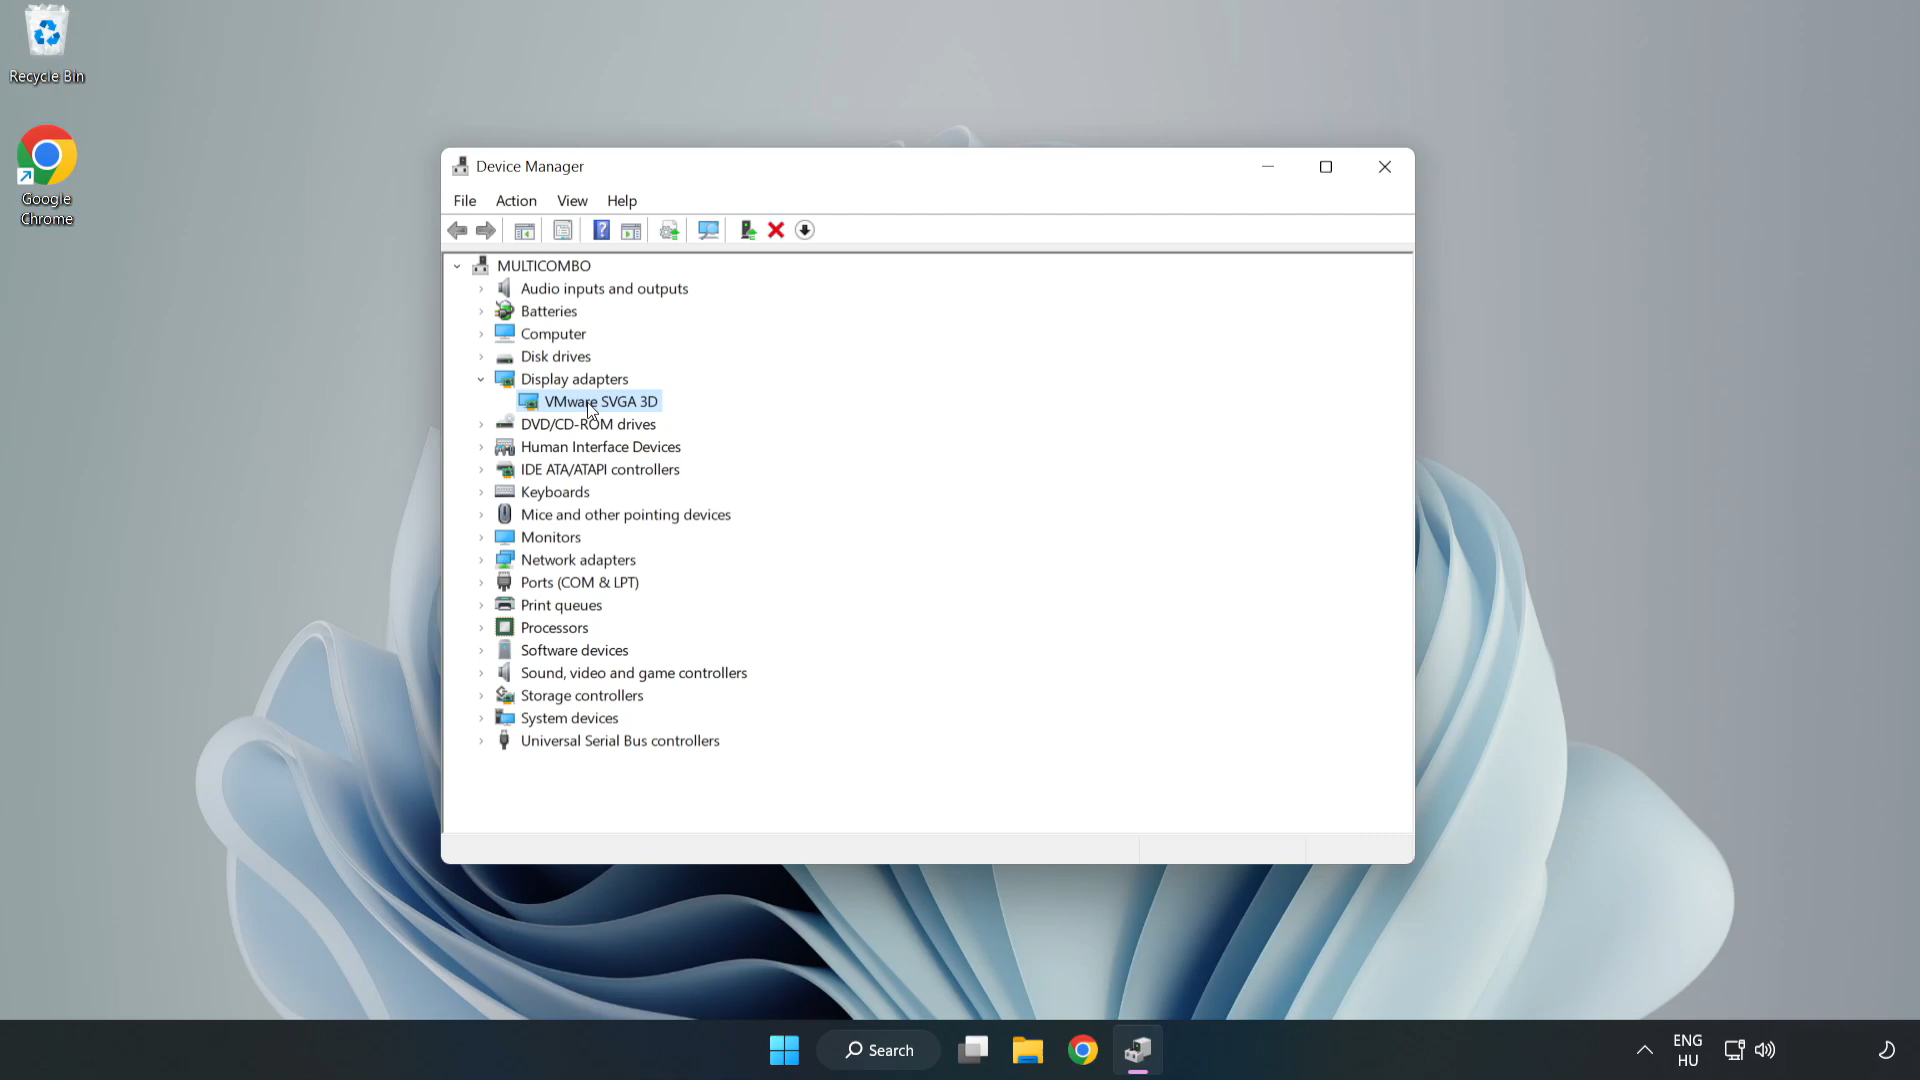 Recycle Bin
Google
Chrome
Device Manager
File Action View Help
MULTICOMBO
Audio inputs and outputs
Batteries
Computer
Disk drives
Display adapters
VMware SVGA 3D
DVD/CD-ROM drives
Human Interface Devices
IDE ATA/ATAPI controllers
Keyboards
Mice and other pointing devices
Monitors
Network adapters
Ports (COM & LPT)
Print queues
Processors
Software devices
Sound, video and game controllers
Storage controllers
System devices
Universal Serial Bus controllers
Search
ENG
HU